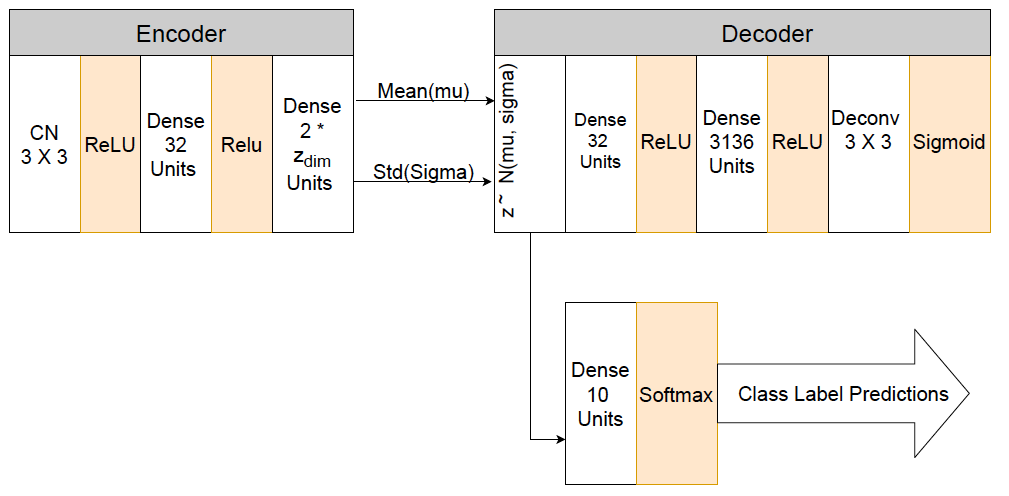 Encoder
CN
3 X 3
ReLU
Dense
32
Units
Relu
Dense
2 *
zdim
Units
Mean(mu)
Std(Sigma)
Decoder
z ~ N(mu, sigma)
Dense
32
Units
ReLU
Dense
3136
Units
ReLU
Deconv
3 X 3
Sigmoid
Dense
10
Units
Softmax
Class Label Predictions